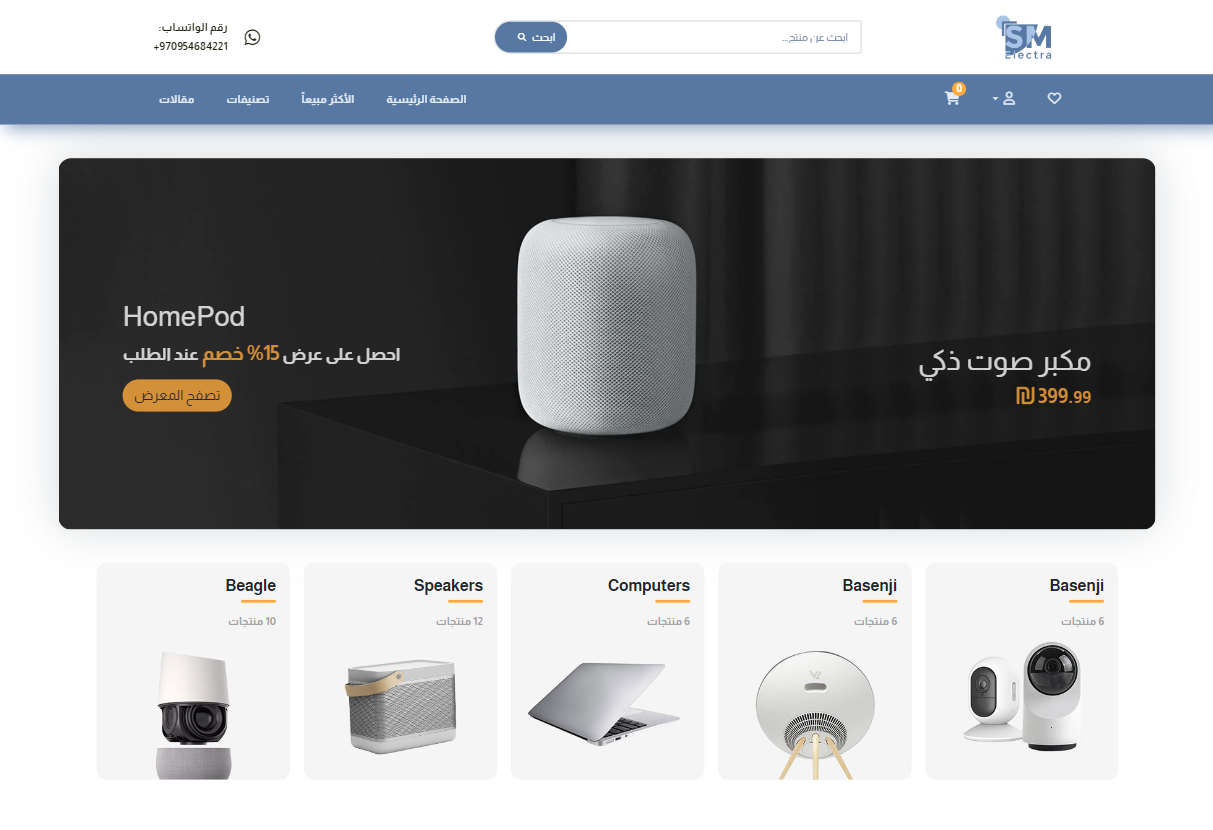 SM
Electra
ابحث عن منتج...
ابحث
رقم الواتساب:
+970954684221
0
الصفحة الرئيسية
الأكثر مبيعاً
تصنيفات
مقالات
مكبر صوت ذكي
399.99 ₪
HomePod
احصل على عرض 15% خصم عند الطلب
تصفح المعرض
Basenji
6 منتجات
Basenji
6 منتجات
Computers
6 منتجات
Speakers
12 منتجات
Beagle
10 منتجات